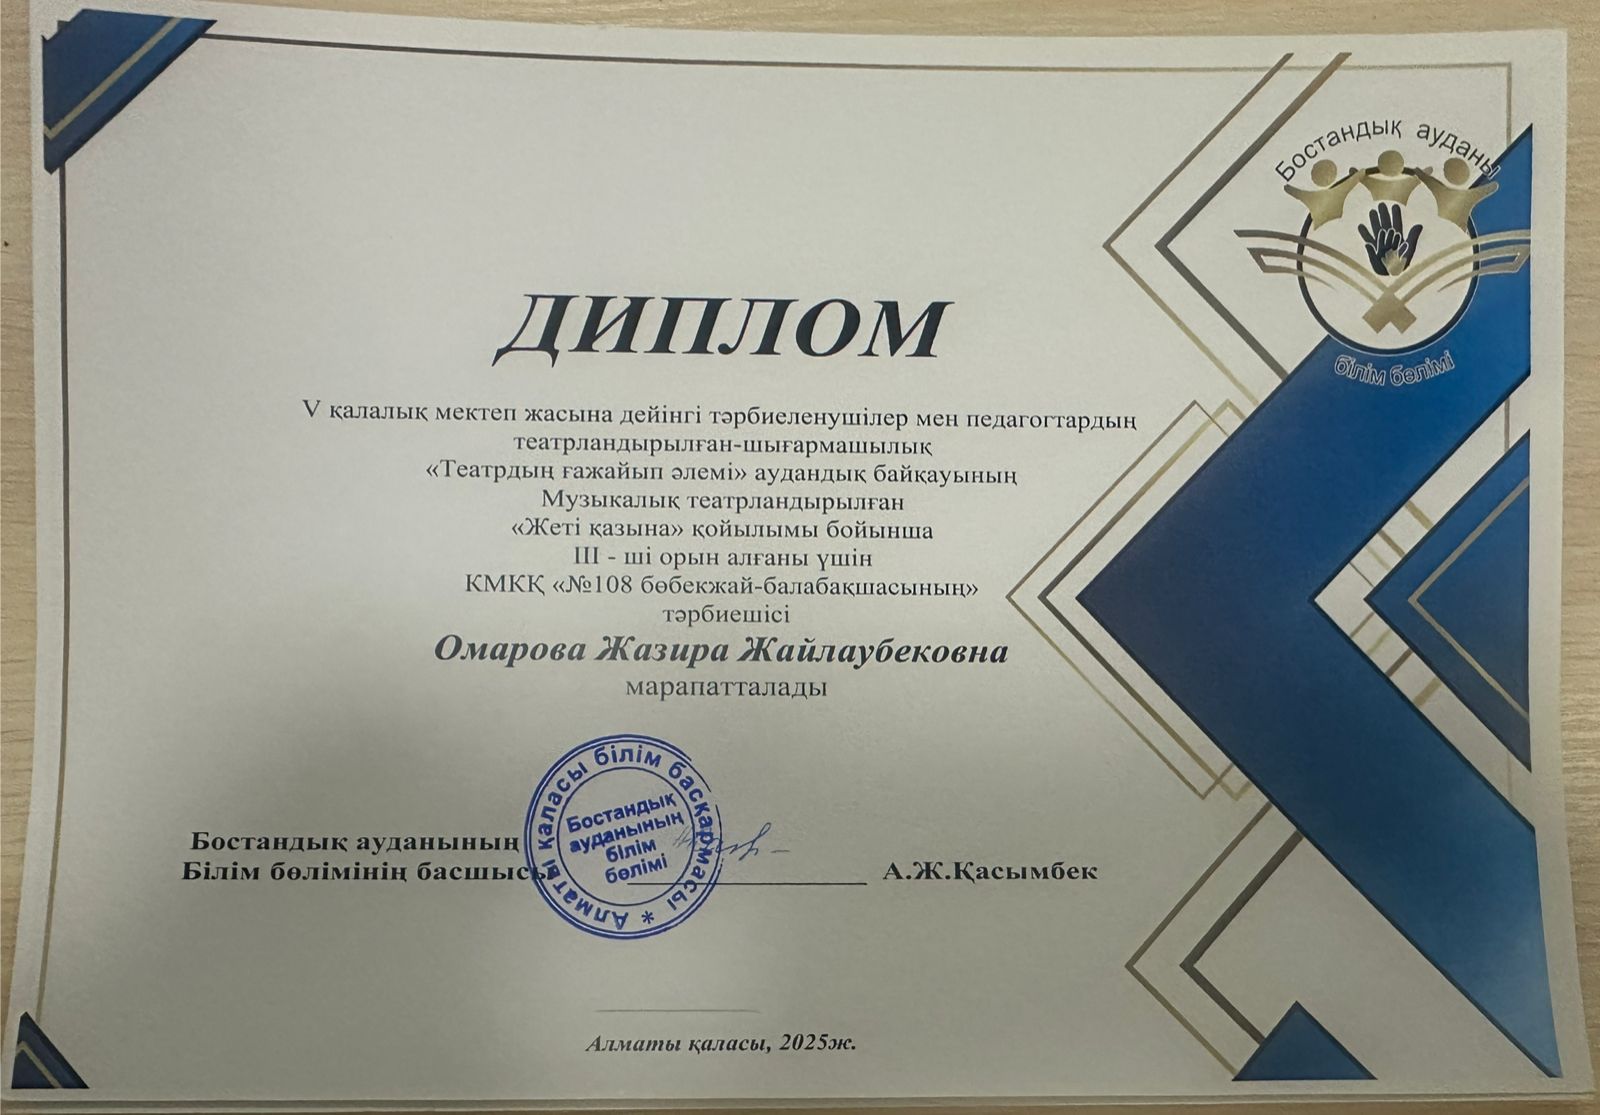 Бостандық ауданы
білім бөлімі
ДИПЛОМ
V қалалық мектеп жасына дейінгі тәрбиеленушілер мен педагогтардың
театрландырылған-шығармашылық
«Театрдың ғажайып әлемі» аудандық байқауының
Музыкалық театрландырылған
«Жеті қазына» қойылымы бойынша
III - ші орын алғаны үшін
КМКҚ «№108 бөбекжай-балабақшасының»
тәрбиешісі
Омарова Жазира Жайлаубековна
марапатталады
Бостандық ауданының
Білім бөлімінің басшысы
А.Ж.Қасымбек
Алматы қаласы білім басқармасы *
Бостандық
ауданының
білім
бөлімі
Алматы қаласы, 2025ж.